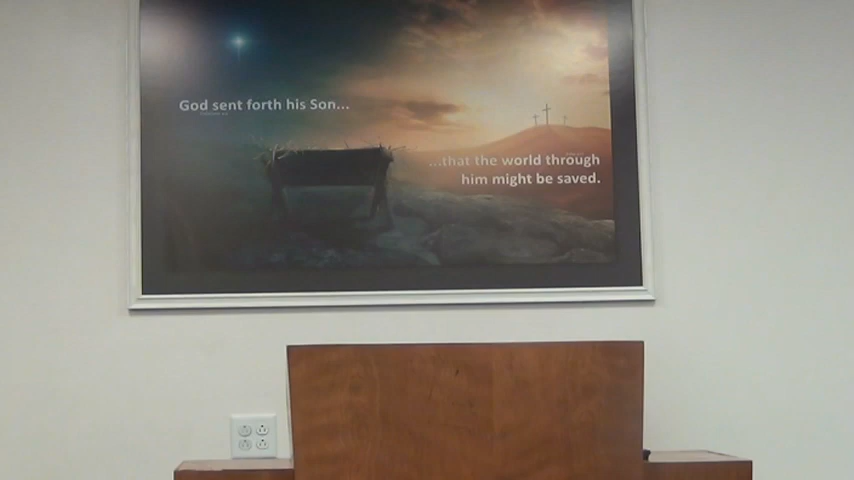 God sent forth his Son...
...that the world through
him might be saved.